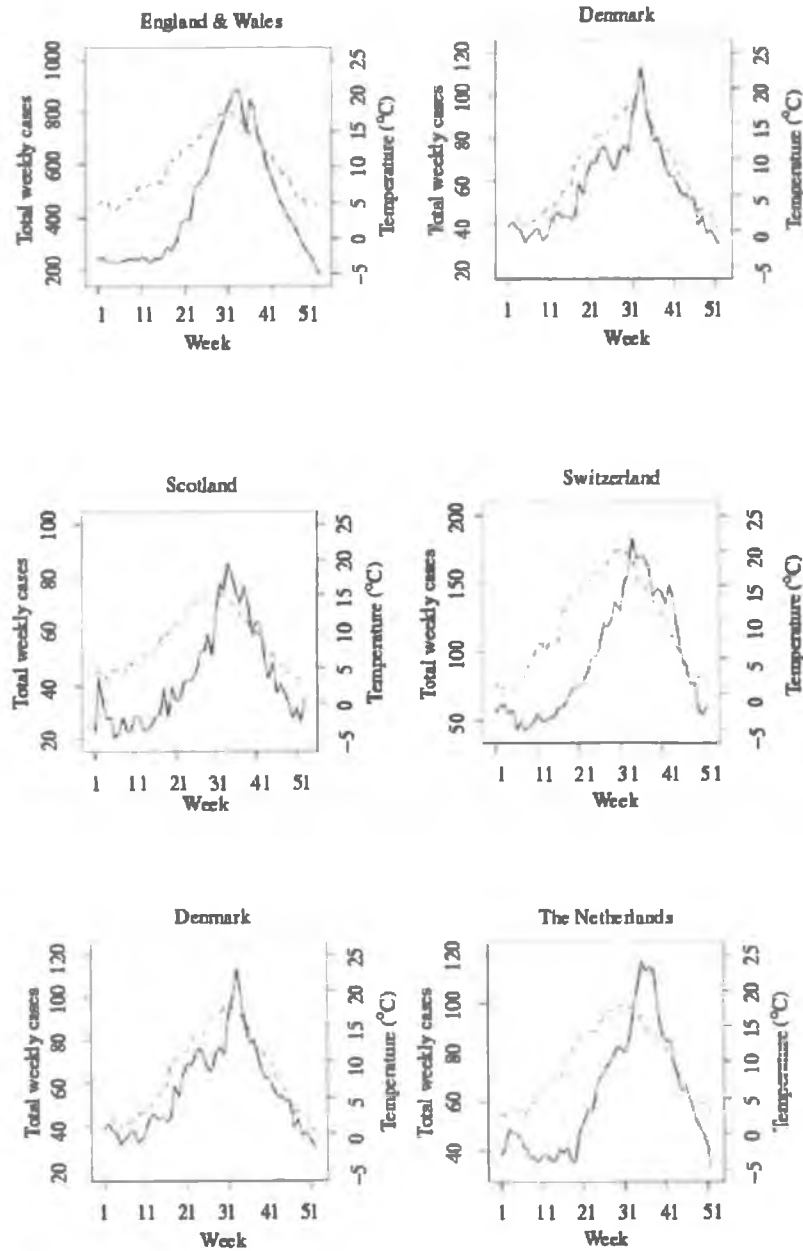 England & Wales
Total weekly cases
200 400 600 800 1000
-5 0 5 10 15 20 25
Temperature (°C)
1 11 21 31 41 51
Week
Denmark
Total weekly cases
20 40 60 80 100 120
-5 0 5 10 15 20 25
Temperature (°C)
1 11 21 31 41 51
Week
Scotland
Total weekly cases
20 40 60 80 100
-5 0 5 10 15 20 25
Temperature (°C)
1 11 21 31 41 51
Week
Switzerland
Total weekly cases
50 100 150 200
-5 0 5 10 15 20 25
Temperature (°C)
1 11 21 31 41 51
Week
Denmark
Total weekly cases
20 40 60 80 100 120
-5 0 5 10 15 20 25
Temperature (°C)
1 11 21 31 41 51
Week
The Netherlands
Total weekly cases
40 60 80 100 120
-5 0 5 10 15 20 25
Temperature (°C)
1 11 21 31 41 51
Week